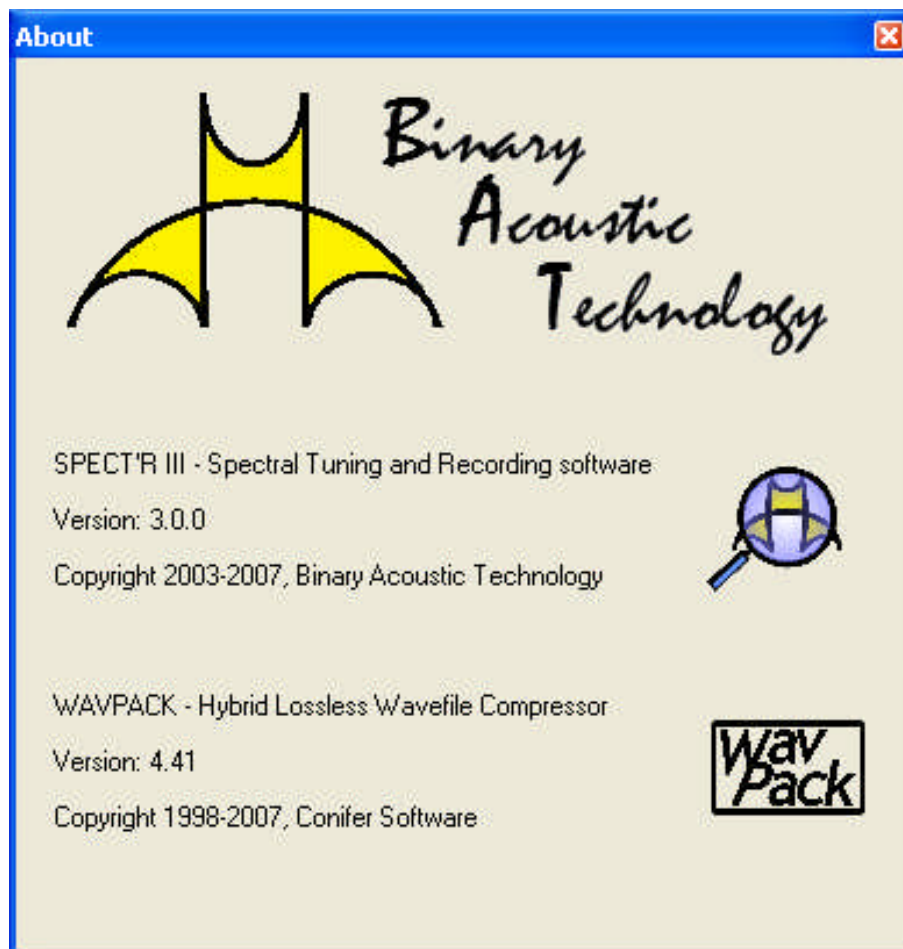 About
Binary
Acoustic
Technology
SPECT'R III - Spectral Tuning and Recording software
Version: 3.0.0
Copyright 2003-2007, Binary Acoustic Technology
WAVPACK - Hybrid Lossless Wavefile Compressor
Version: 4.41
Copyright 1998-2007, Conifer Software
Wav
Pack